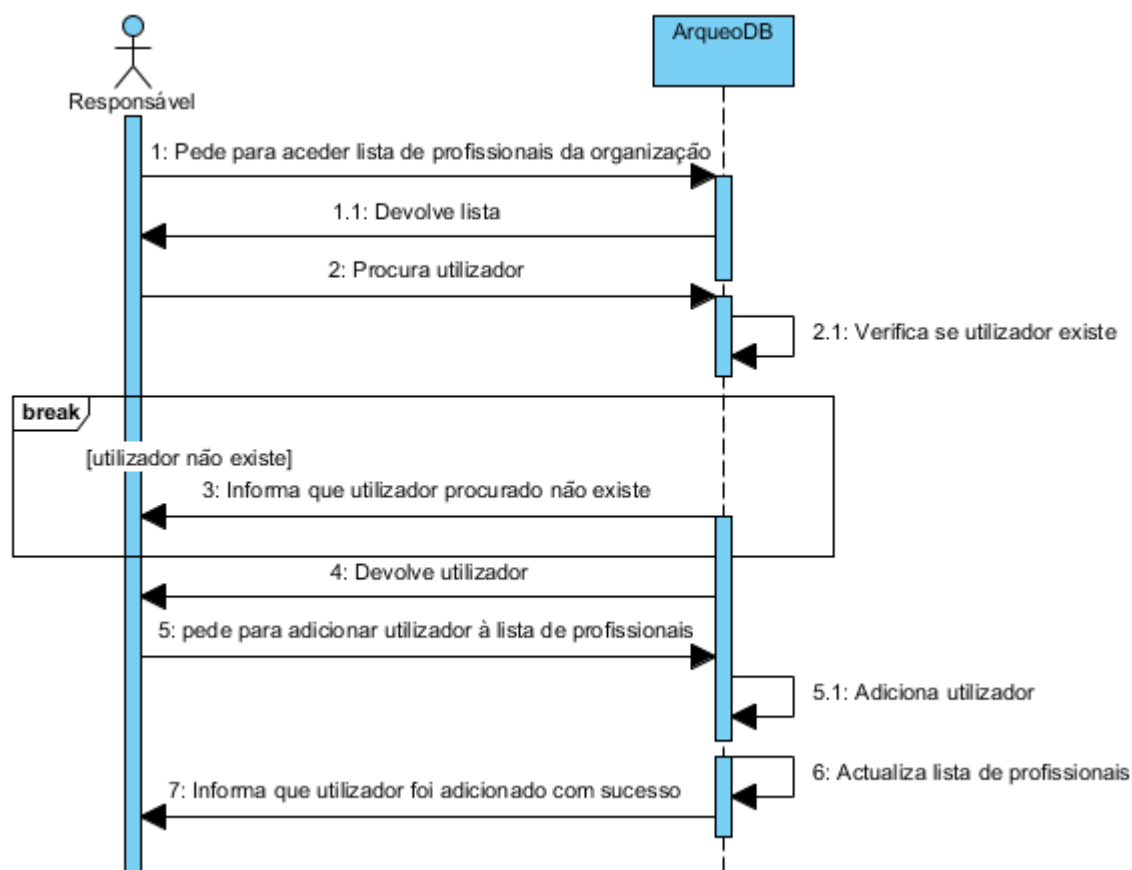 ArqueoDB
Responsável
1: Pede para aceder lista de profissionais da organização
1.1: Devolve lista
2: Procura utilizador
2.1: Verifica se utilizador existe
break
[utilizador não existe]
3: Informa que utilizador procurado não existe
4: Devolve utilizador
5: pede para adicionar utilizador à lista de profissionais
5.1: Adiciona utilizador
6: Actualiza lista de profissionais
7: Informa que utilizador foi adicionado com sucesso